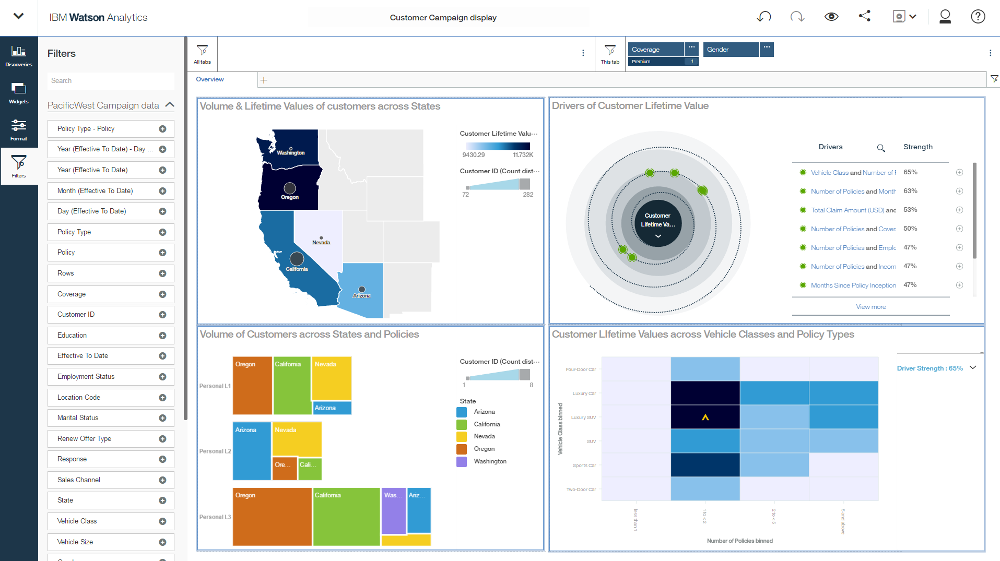 IBM Watson Analytics
Customer Campaign display
Discoveries
Widgets
Format
Filters
Filters
Search
PacificWest Campaign data
Policy Type - Policy
Year (Effective To Date) - Day ...
Year (Effective To Date)
Month (Effective To Date)
Day (Effective To Date)
Policy Type
Policy
Rows
Coverage
Customer ID
Education
Effective To Date
Employment Status
Location Code
Marital Status
Renew Offer Type
Response
Sales Channel
State
Vehicle Class
Vehicle Size
All tabs
This tab
Coverage ...
Premium 1
Gender ...
Overview
Volume & Lifetime Values of customers across States
Washington
Oregon
Nevada
California
Arizona
Customer Lifetime Valu...
9430.29 11.732K
Customer ID (Count dist...
72 282
Drivers of Customer Lifetime Value
Customer
Lifetime Va...
Drivers Strength
Vehicle Class and Number of F 65%
Number of Policies and Month 63%
Total Claim Amount (USD) and 53%
Number of Policies and Cover 50%
Number of Policies and Emplo 47%
Number of Policies and Incom 47%
Months Since Policy Inception 47%
View more
Volume of Customers across States and Policies
Personal L1
Oregon
California
Nevada
Arizona
Personal L2
Arizona
Nevada
Ore...
Cali...
Personal L3
Oregon
California
Was...
Ariz...
Customer ID (Count dist...
1 8
State
Arizona
California
Nevada
Oregon
Washington
Customer LIfetime Values across Vehicle Classes and Policy Types
Vehicle Class binned
Four-Door Car
Luxury Car
Luxury SUV
SUV
Sports Car
Two-Door Car
less than 1
1 to < 2
2 to < 5
5 and above
Number of Policies binned
Driver Strength : 65%